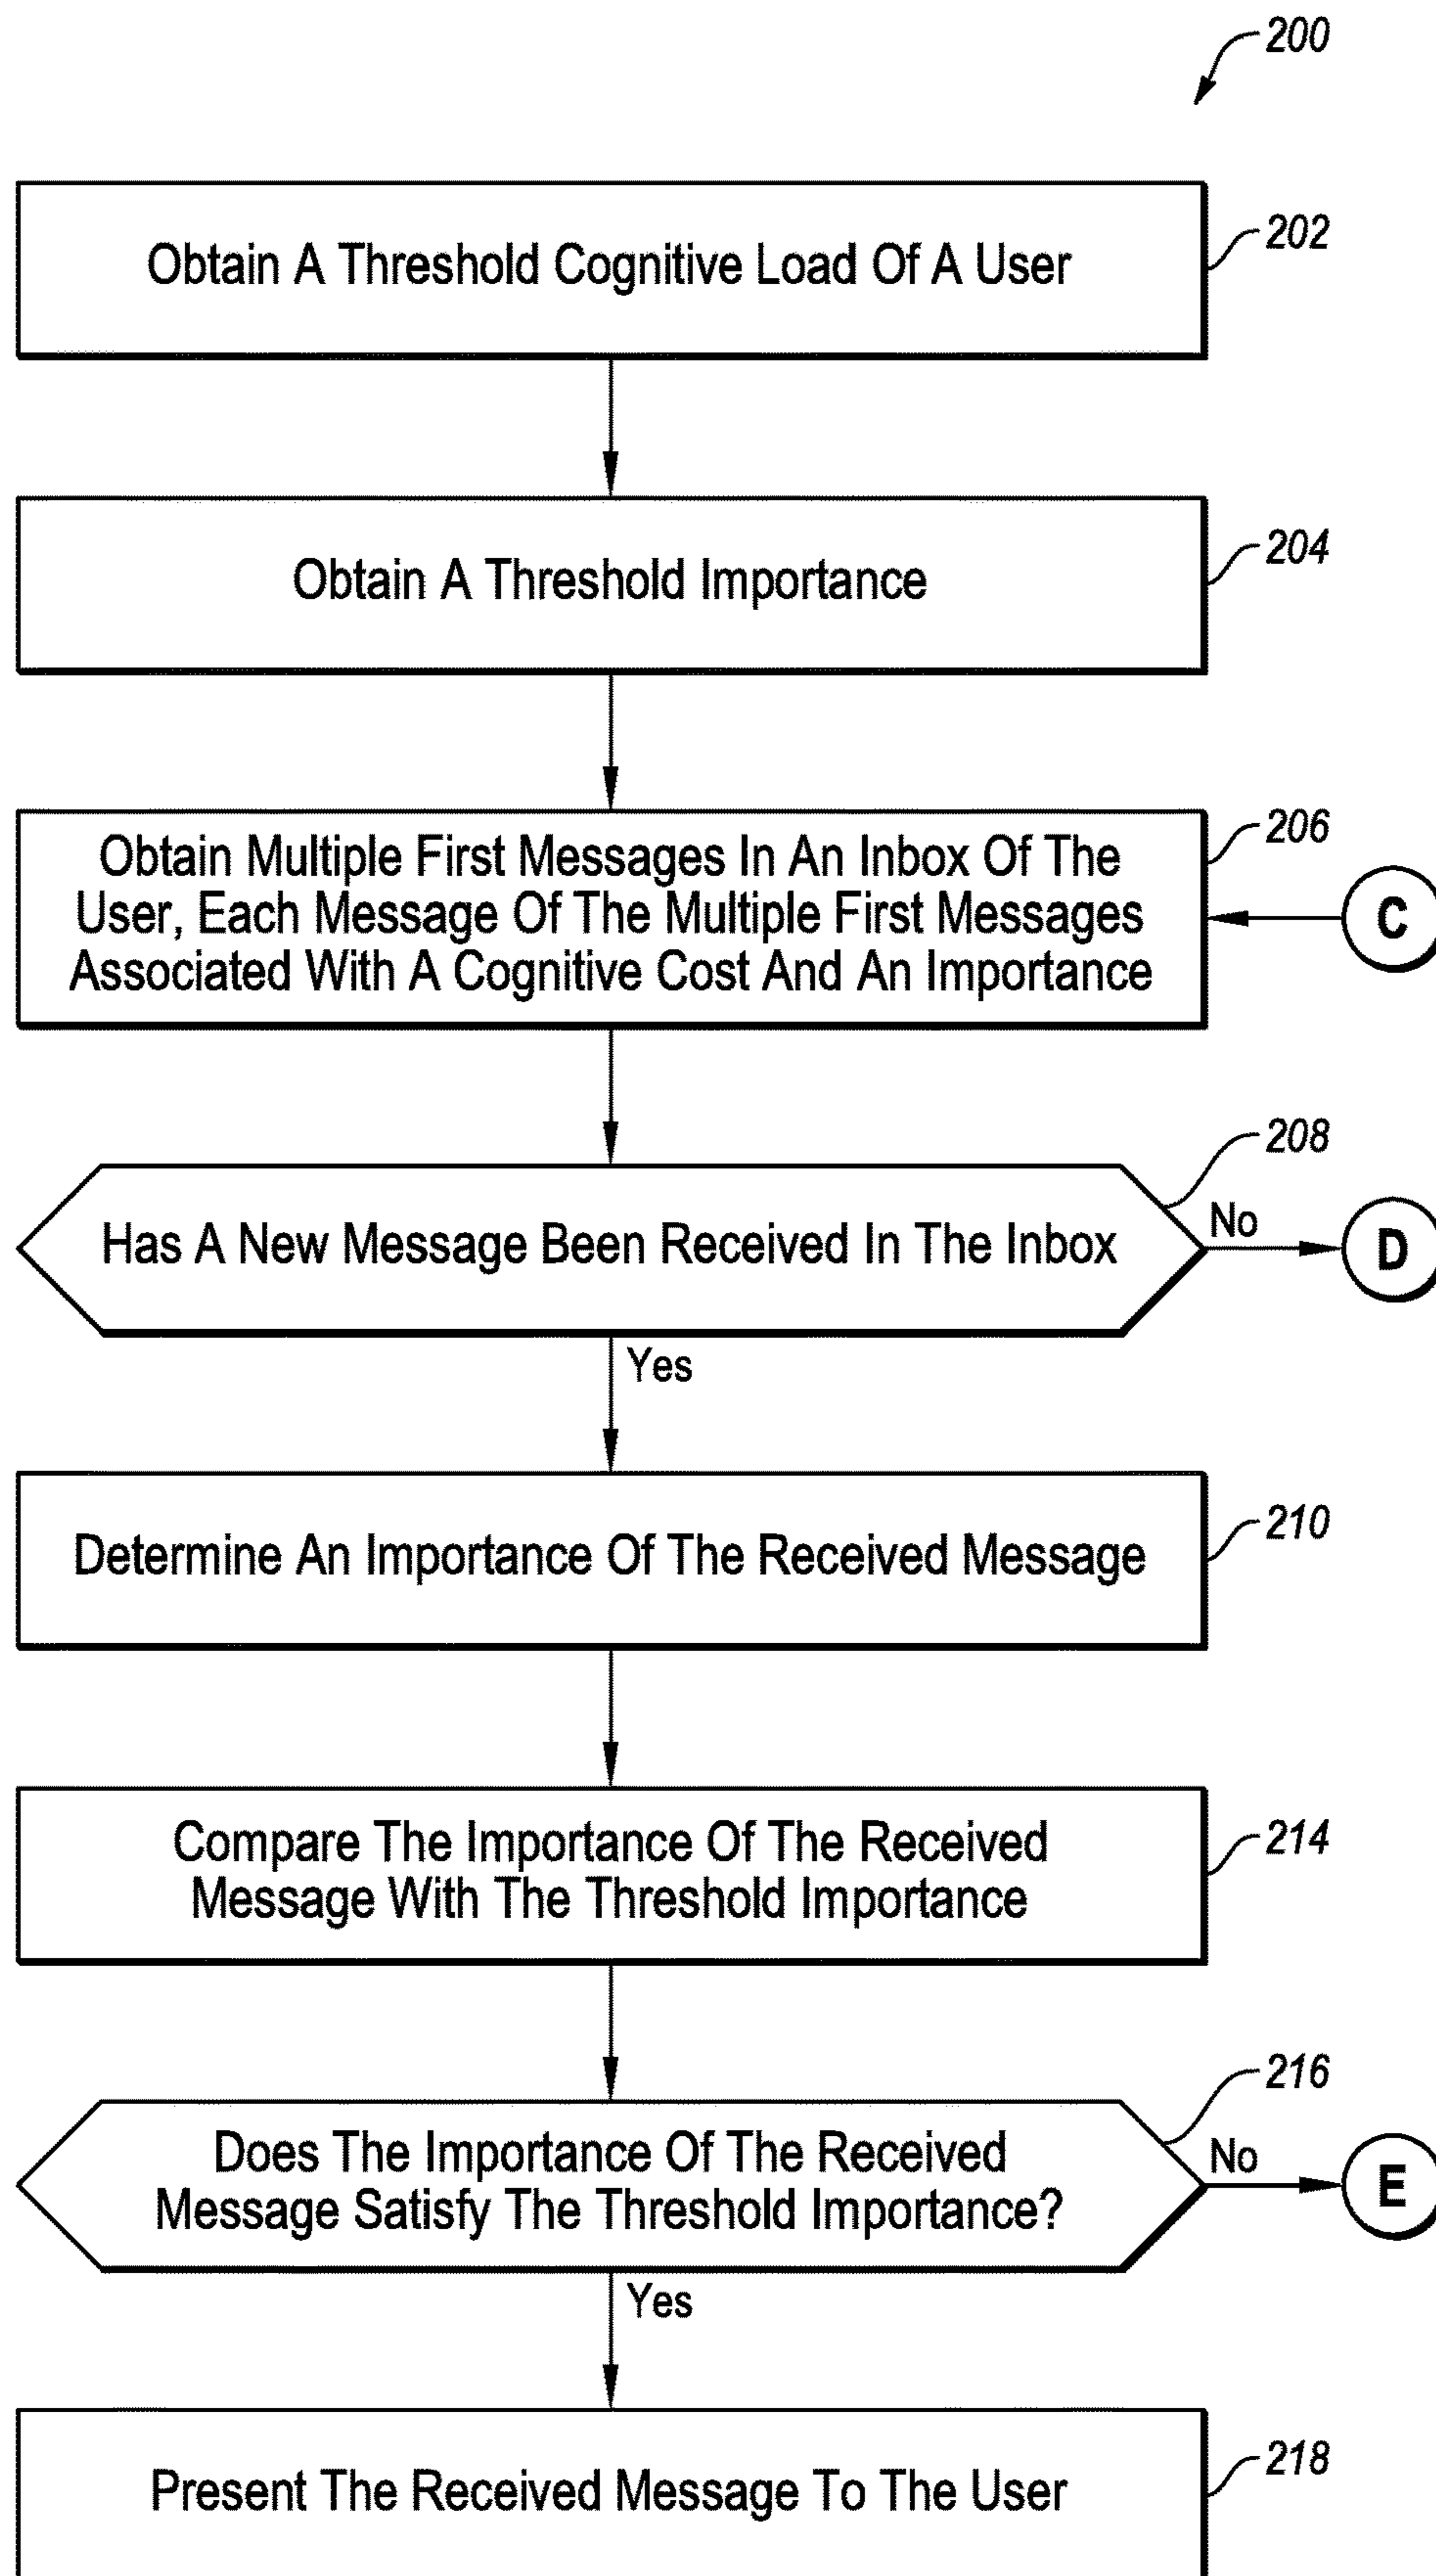 200
Obtain A Threshold Cognitive Load Of A User
202
Obtain A Threshold Importance
204
Obtain Multiple First Messages In An Inbox Of The
User, Each Message Of The Multiple First Messages
Associated With A Cognitive Cost And An Importance
206
C
Has A New Message Been Received In The Inbox
208
No
D
Yes
Determine An Importance Of The Received Message
210
Compare The Importance Of The Received
Message With The Threshold Importance
214
Does The Importance Of The Received
Message Satisfy The Threshold Importance?
216
No
E
Yes
Present The Received Message To The User
218